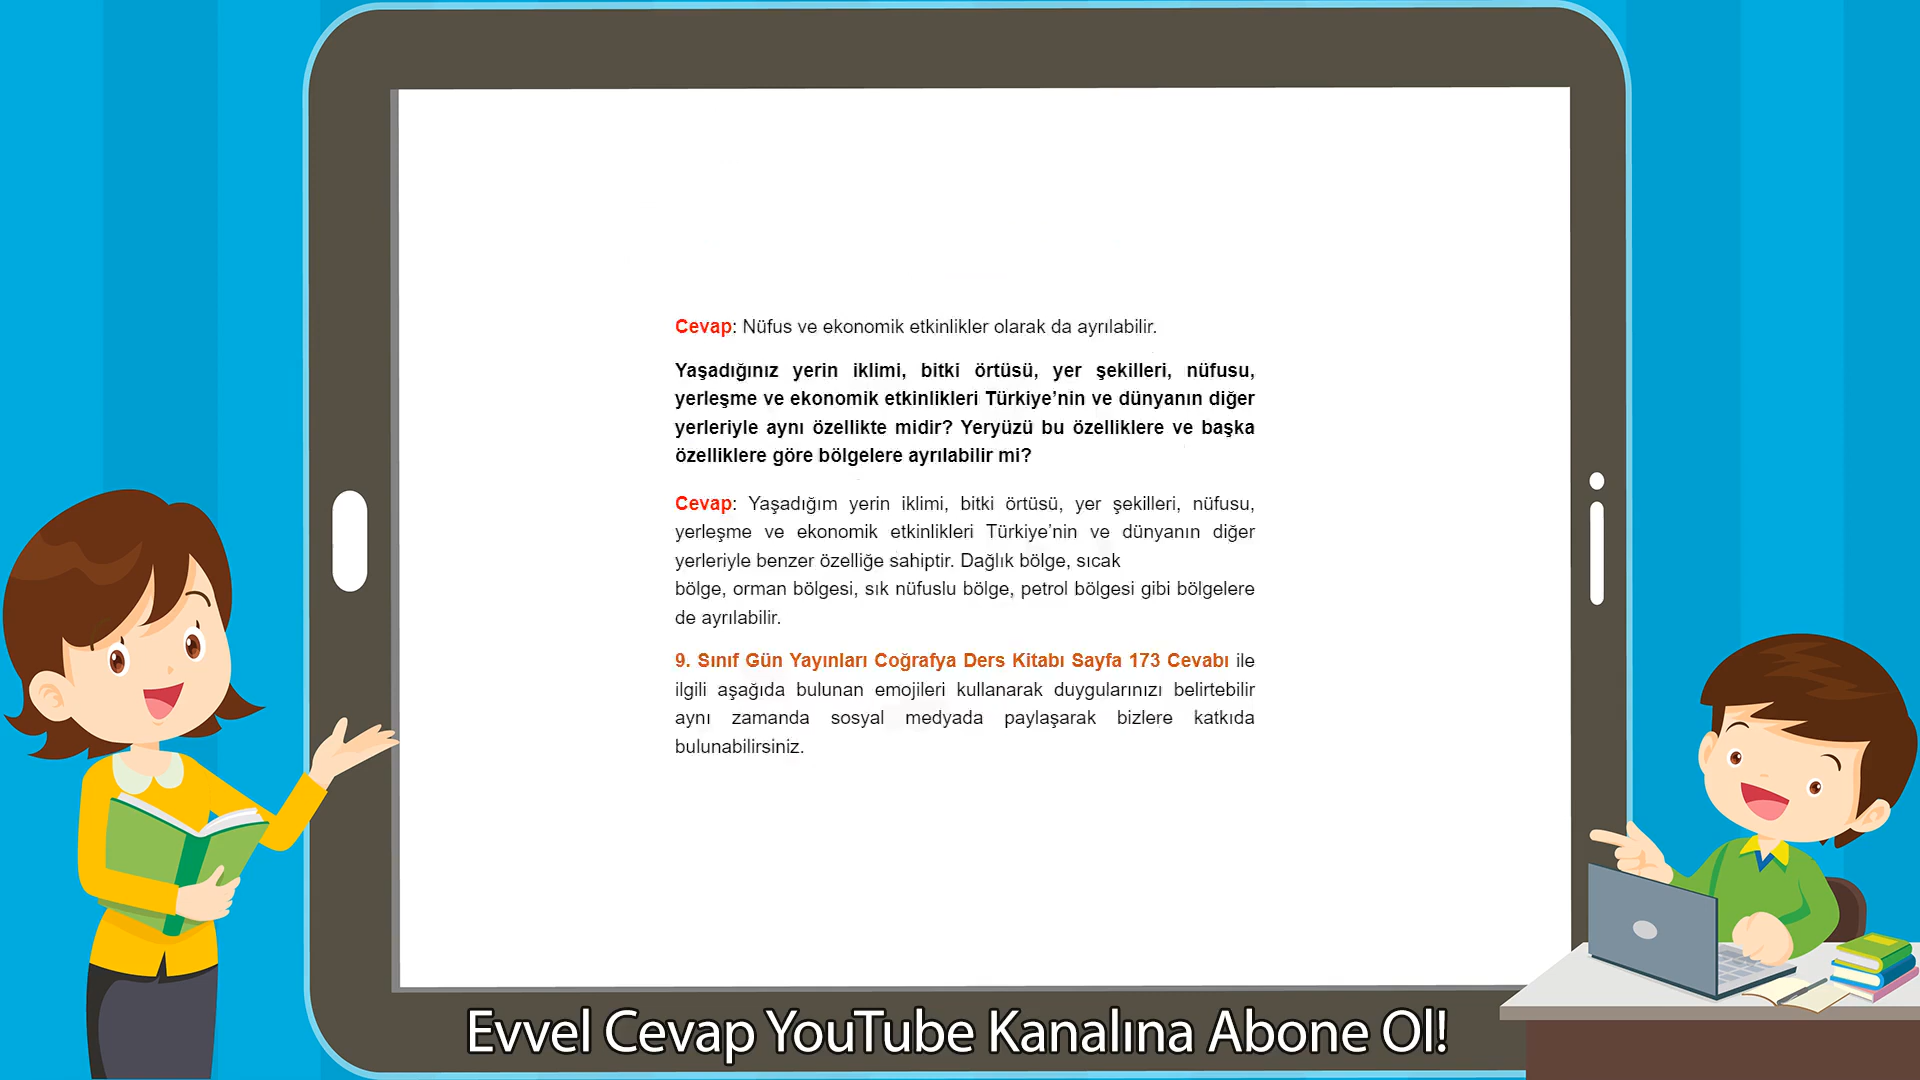 Cevap: Nüfus ve ekonomik etkinlikler olarak da ayrılabilir.
Yaşadığınız yerin iklimi, bitki örtüsü, yer şekilleri, nüfusu,
yerleşme ve ekonomik etkinlikleri Türkiye’nin ve dünyanın diğer
yerleriyle aynı özellikte midir? Yeryüzü bu özelliklere ve başka
özelliklere göre bölgelere ayrılabilir mi?
Cevap: Yaşadığım yerin iklimi, bitki örtüsü, yer şekilleri, nüfusu,
yerleşme ve ekonomik etkinlikleri Türkiye’nin ve dünyanın diğer
yerleriyle benzer özelliğe sahiptir. Dağlık bölge, sıcak
bölge, orman bölgesi, sık nüfuslu bölge, petrol bölgesi gibi bölgelere
de ayrılabilir.
9. Sınıf Gün Yayınları Coğrafya Ders Kitabı Sayfa 173 Cevabı ile
ilgili aşağıda bulunan emojileri kullanarak duygularınızı belirtebilir
aynı zamanda sosyal medyada paylaşarak bizlere katkıda
bulunabilirsiniz.
Evvel Cevap YouTube Kanalına Abone Ol!